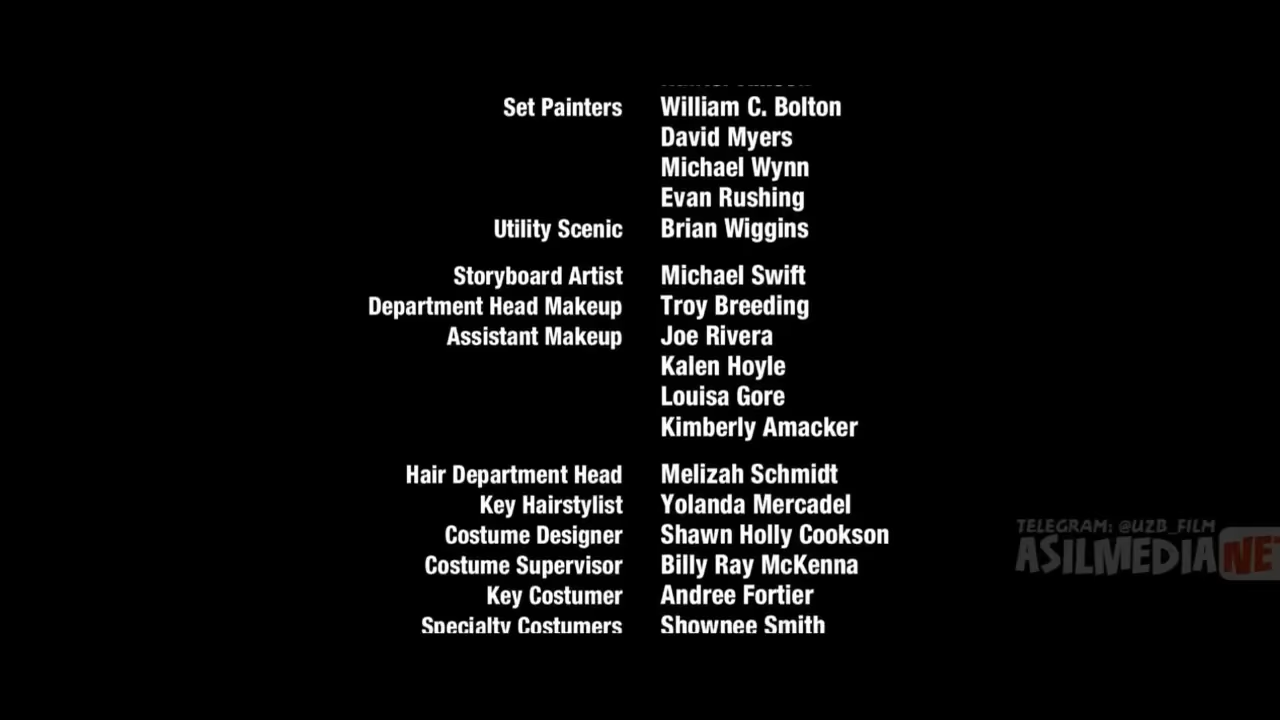 Set Painters William C. Bolton
David Myers
Michael Wynn
Evan Rushing
Utility Scenic Brian Wiggins
Storyboard Artist Michael Swift
Department Head Makeup Troy Breeding
Assistant Makeup Joe Rivera
Kalen Hoyle
Louisa Gore
Kimberly Amacker
Hair Department Head Melizah Schmidt
Key Hairstylist Yolanda Mercadel
Costume Designer Shawn Holly Cookson
Costume Supervisor Billy Ray McKenna
Key Costumer Andree Fortier
Specialty Costumers Shownee Smith
TELEGRAM: @UZB_FILM
ASILMEDIA NE